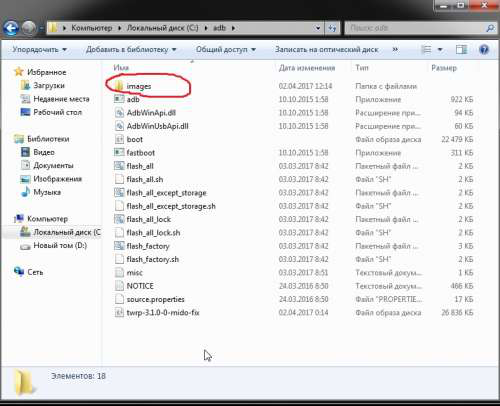 Компьютер ▸ Локальный диск (C:) ▸ adb ▸ Поиск: adb
Упорядочить Добавить в библиотеку Общий доступ Записать на оптический диск »
Избранное
Загрузки
Недавние места
Рабочий стол
Библиотеки
Видео
Документы
Изображения
Музыка
Компьютер
Локальный диск (C
Новый том (D:)
Сеть
Имя Дата изменения Тип Размер
images 02.04.2017 12:14 Папка с файлами
adb 10.10.2015 1:58 Приложение 922 КБ
AdbWinApi.dll 10.10.2015 1:58 Расширение при... 94 КБ
AdbWinUsbApi.dll 10.10.2015 1:58 Расширение при... 60 КБ
boot 03.03.2017 8:42 Файл образа диска 22 479 КБ
fastboot 10.10.2015 1:58 Приложение 311 КБ
flash_all 03.03.2017 8:42 Пакетный файл ... 2 КБ
flash_all.sh 03.03.2017 8:42 Файл "SH" 2 КБ
flash_all_except_storage 03.03.2017 8:42 Пакетный файл ... 2 КБ
flash_all_except_storage.sh 03.03.2017 8:42 Файл "SH" 2 КБ
flash_all_lock 03.03.2017 8:42 Пакетный файл ... 2 КБ
flash_all_lock.sh 03.03.2017 8:42 Файл "SH" 2 КБ
flash_factory 03.03.2017 8:42 Пакетный файл ... 3 КБ
flash_factory.sh 03.03.2017 8:42 Файл "SH" 2 КБ
misc 03.03.2017 8:51 Текстовый докум... 1 КБ
NOTICE 24.03.2016 8:50 Текстовый докум... 466 КБ
source.properties 24.03.2016 8:50 Файл "PROPERTIE... 17 КБ
twrp-3.1.0-0-mido-fix 02.04.2017 0:14 Файл образа диска 26 836 КБ
Элементов: 18